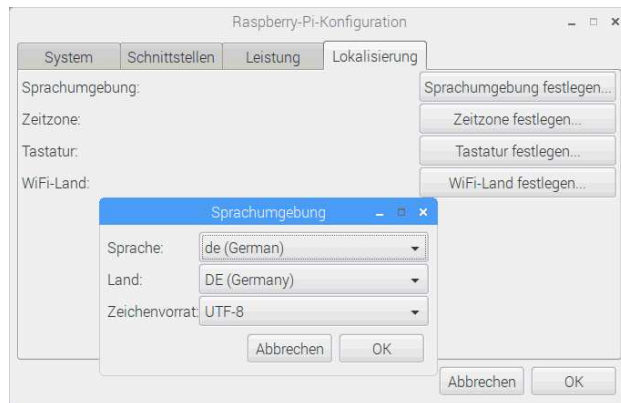 Raspberry-Pi-Konfiguration
System Schnittstellen Leistung Lokalisierung
Sprachumgebung: Sprachumgebung festlegen...
Zeitzone: Zeitzone festlegen...
Tastatur: Tastatur festlegen...
WiFi-Land: WiFi-Land festlegen...
Sprachumgebung
Sprache: de (German)
Land: DE (Germany)
Zeichenvorrat: UTF-8
Abbrechen OK
Abbrechen OK